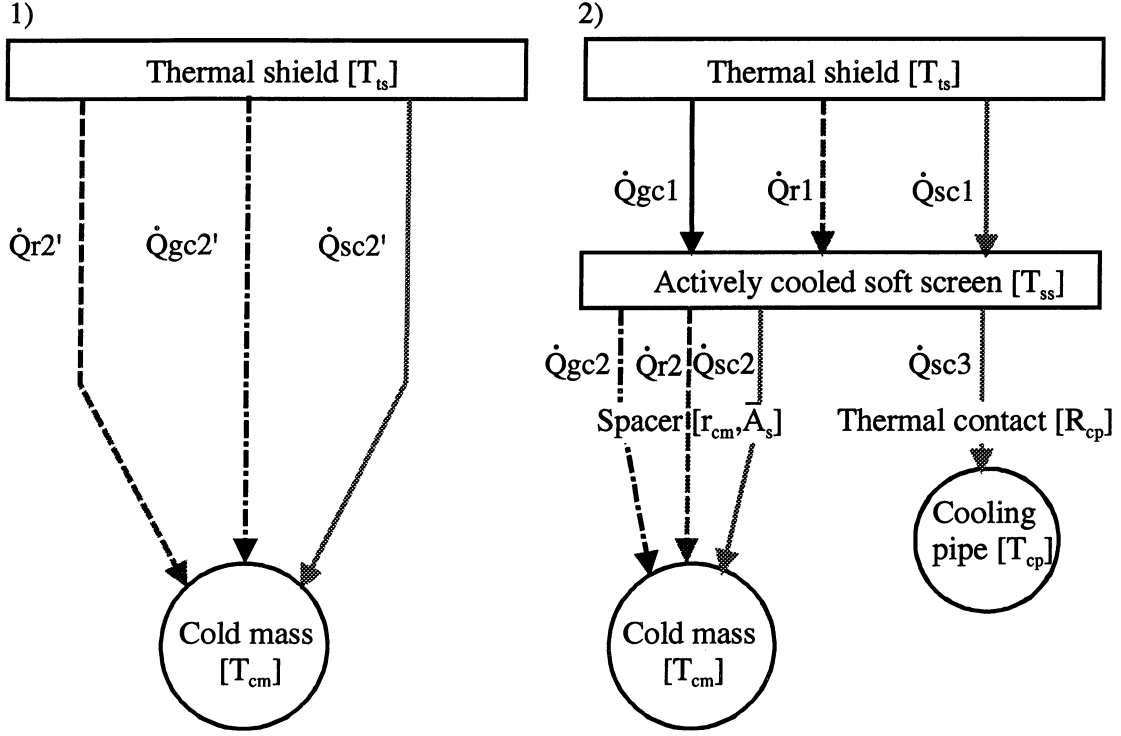 1)
Thermal shield [Tts]
Q̇r2'
Q̇gc2'
Q̇sc2'
Cold mass
[Tcm]
2)
Thermal shield [Tts]
Q̇gc1
Q̇r1
Q̇sc1
Actively cooled soft screen [Tss]
Q̇gc2
Q̇r2
Q̇sc2
Q̇sc3
Spacer [rcm,A̅s]
Thermal contact [Rcp]
Cooling
pipe [Tcp]
Cold mass
[Tcm]